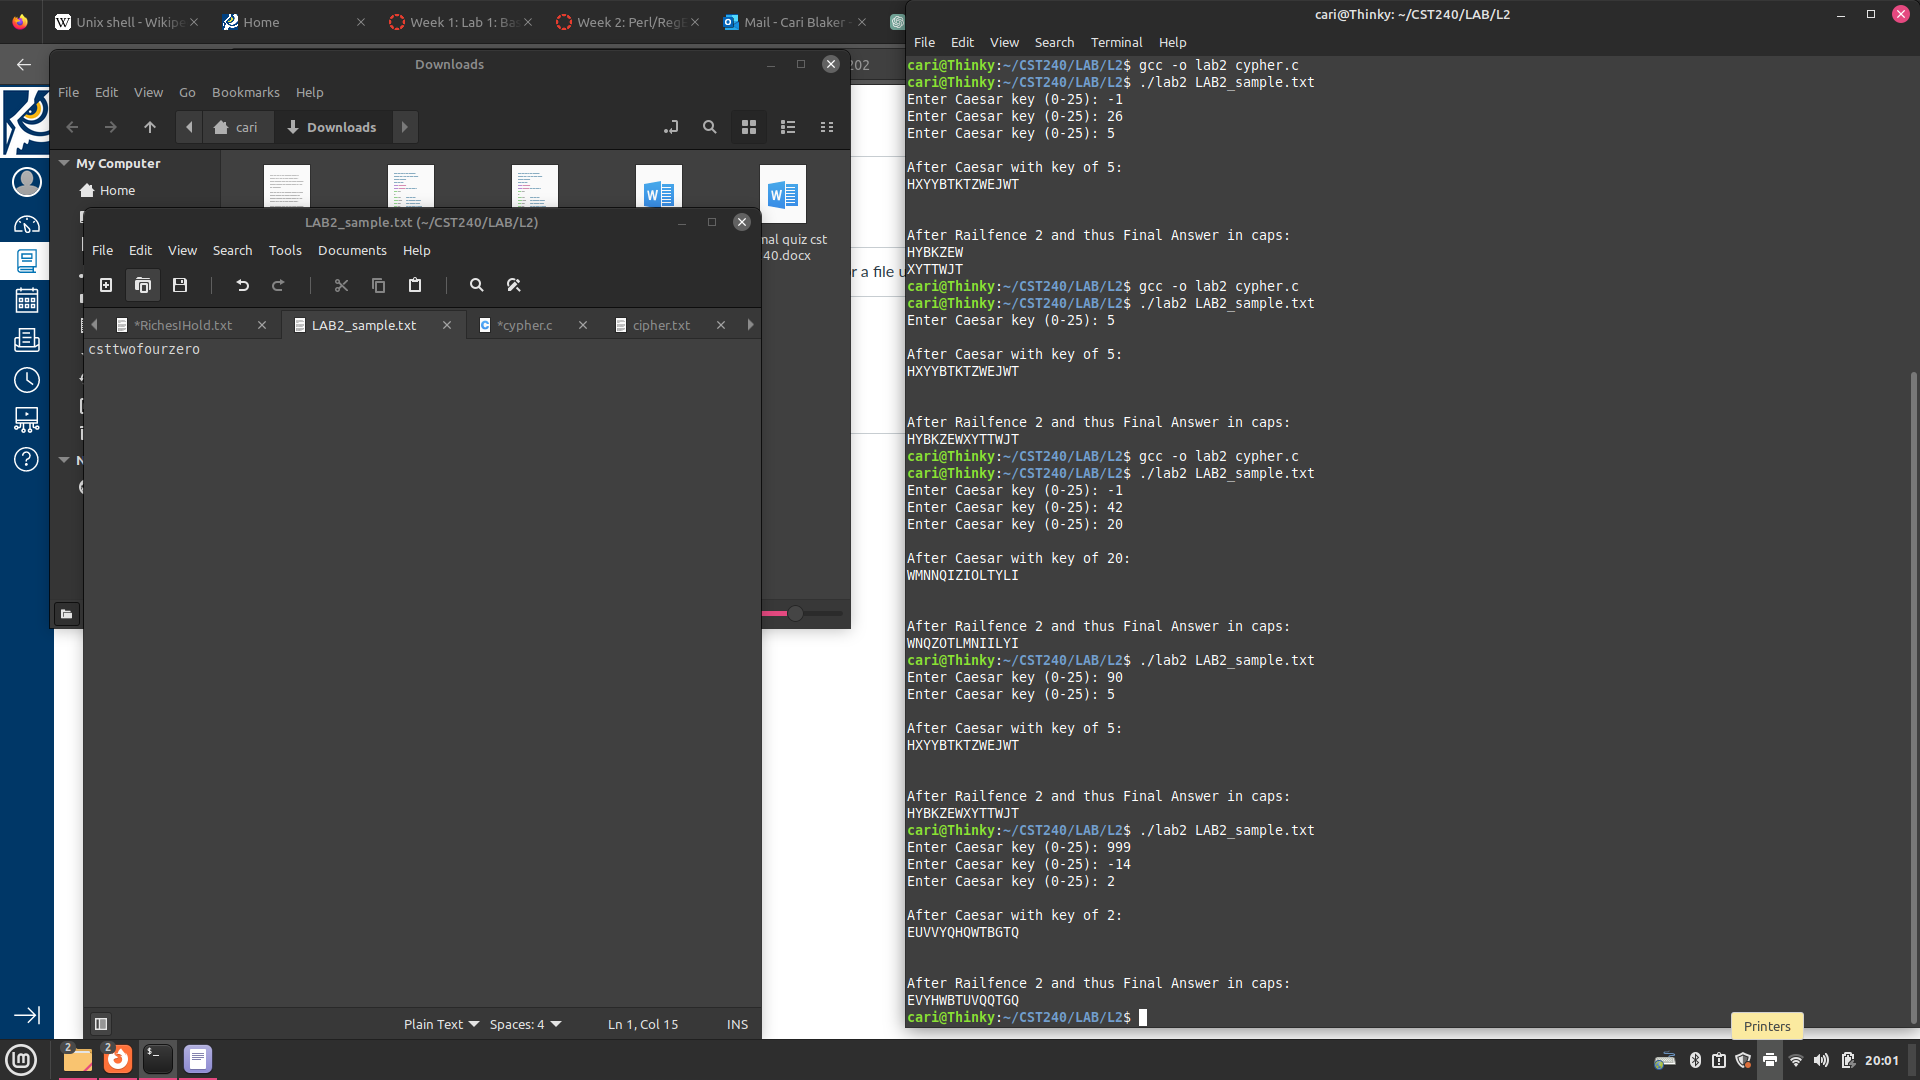 Unix shell - Wikipe
Home
Week 1: Lab 1: Bas
Week 2: Perl/RegE
Mail - Cari Blaker -
202
Downloads
File Edit View Go Bookmarks Help
cari
Downloads
My Computer
Home
nal quiz cst
40.docx
r a file u
LAB2_sample.txt (~/CST240/LAB/L2)
File Edit View Search Tools Documents Help
*RichesIHold.txt
LAB2_sample.txt
*cypher.c
cipher.txt
csttwofourzero
Plain Text
Spaces: 4
Ln 1, Col 15
INS
cari@Thinky: ~/CST240/LAB/L2
File Edit View Search Terminal Help
cari@Thinky:~/CST240/LAB/L2$ gcc -o lab2 cypher.c
cari@Thinky:~/CST240/LAB/L2$ ./lab2 LAB2_sample.txt
Enter Caesar key (0-25): -1
Enter Caesar key (0-25): 26
Enter Caesar key (0-25): 5
After Caesar with key of 5:
HXYYBTKTZWEJWT
After Railfence 2 and thus Final Answer in caps:
HYBKZEW
XYTTWJT
cari@Thinky:~/CST240/LAB/L2$ gcc -o lab2 cypher.c
cari@Thinky:~/CST240/LAB/L2$ ./lab2 LAB2_sample.txt
Enter Caesar key (0-25): 5
After Caesar with key of 5:
HXYYBTKTZWEJWT
After Railfence 2 and thus Final Answer in caps:
HYBKZEWXYTTWJT
cari@Thinky:~/CST240/LAB/L2$ gcc -o lab2 cypher.c
cari@Thinky:~/CST240/LAB/L2$ ./lab2 LAB2_sample.txt
Enter Caesar key (0-25): -1
Enter Caesar key (0-25): 42
Enter Caesar key (0-25): 20
After Caesar with key of 20:
WMNNQIZIOLTYLI
After Railfence 2 and thus Final Answer in caps:
WNQZOTLMNIILYI
cari@Thinky:~/CST240/LAB/L2$ ./lab2 LAB2_sample.txt
Enter Caesar key (0-25): 90
Enter Caesar key (0-25): 5
After Caesar with key of 5:
HXYYBTKTZWEJWT
After Railfence 2 and thus Final Answer in caps:
HYBKZEWXYTTWJT
cari@Thinky:~/CST240/LAB/L2$ ./lab2 LAB2_sample.txt
Enter Caesar key (0-25): 999
Enter Caesar key (0-25): -14
Enter Caesar key (0-25): 2
After Caesar with key of 2:
EUVVYQHQWTBGTQ
After Railfence 2 and thus Final Answer in caps:
EVYHWBTUVQQTGQ
cari@Thinky:~/CST240/LAB/L2$
Printers
2
2
20:01